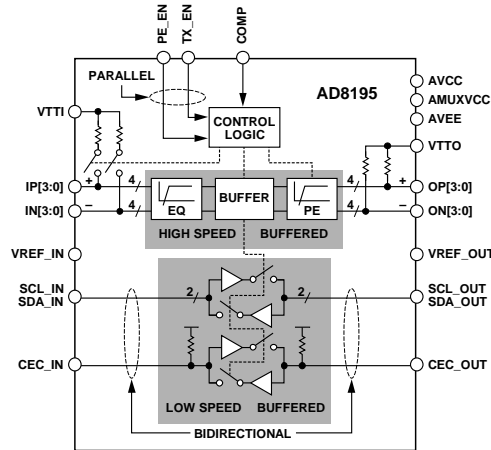 PE_EN
TX_EN
COMP
PARALLEL
AD8195
AVCC
AMUXVCC
AVEE
VTTI
CONTROL
LOGIC
VTTO
IP[3:0]
+
4
4
+
OP[3:0]
EQ
BUFFER
PE
IN[3:0]
−
4
4
−
ON[3:0]
HIGH SPEED
BUFFERED
VREF_IN
VREF_OUT
SCL_IN
SDA_IN
2
2
SCL_OUT
SDA_OUT
CEC_IN
CEC_OUT
LOW SPEED
BUFFERED
BIDIRECTIONAL